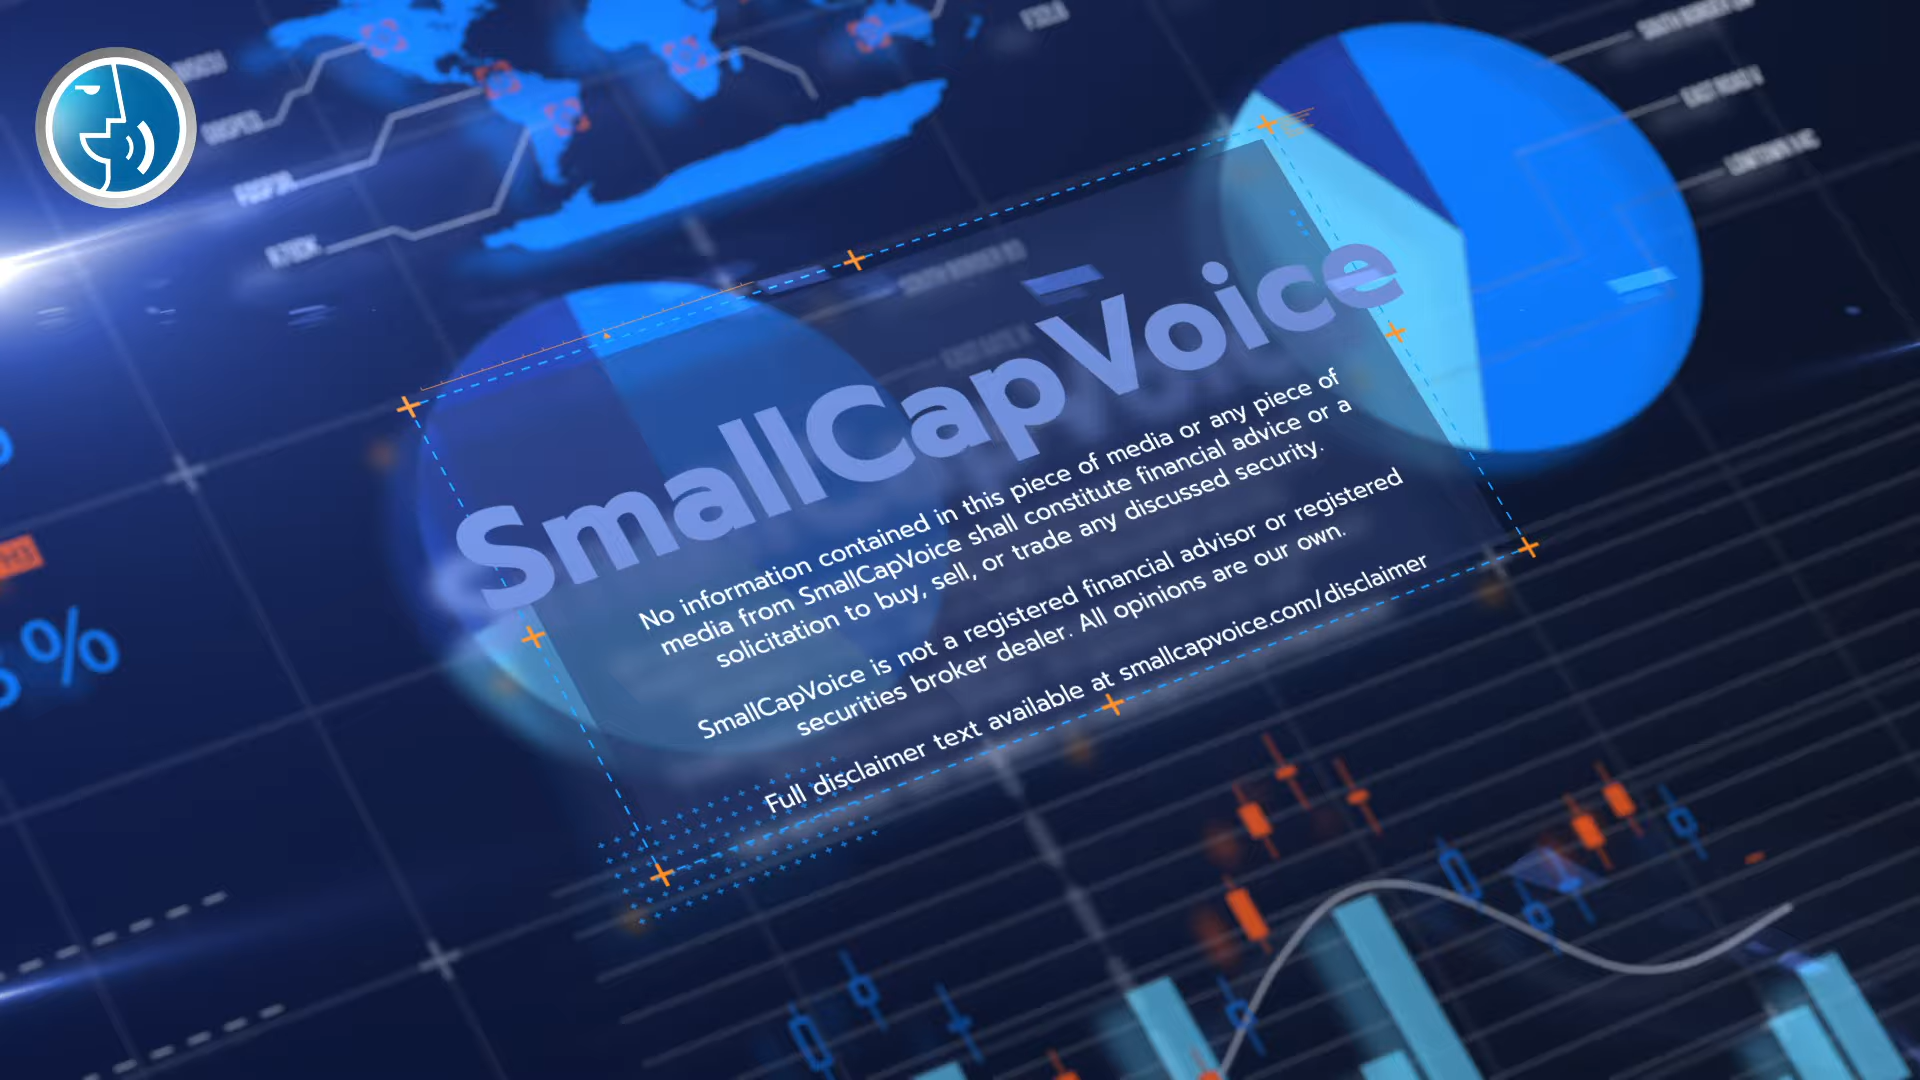 SmallCapVoice
No information contained in this piece of media or any piece of
media from SmallCapVoice shall constitute financial advice or a
solicitation to buy, sell, or trade any discussed security.
SmallCapVoice is not a registered financial advisor or registered
securities broker dealer. All opinions are our own.
Full disclaimer text available at smallcapvoice.com/disclaimer
%